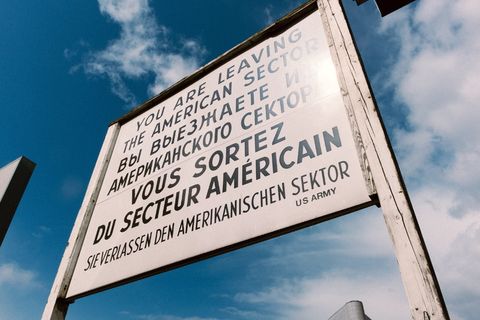 YOU ARE LEAVING
THE AMERICAN SECTOR
ВЫ ВЫЕЗЖАЕТЕ ИЗ
АМЕРИКАНСКОГО СЕКТОРА
VOUS SORTEZ
DU SECTEUR AMÉRICAIN
SIE VERLASSEN DEN AMERIKANISCHEN SEKTOR
US ARMY